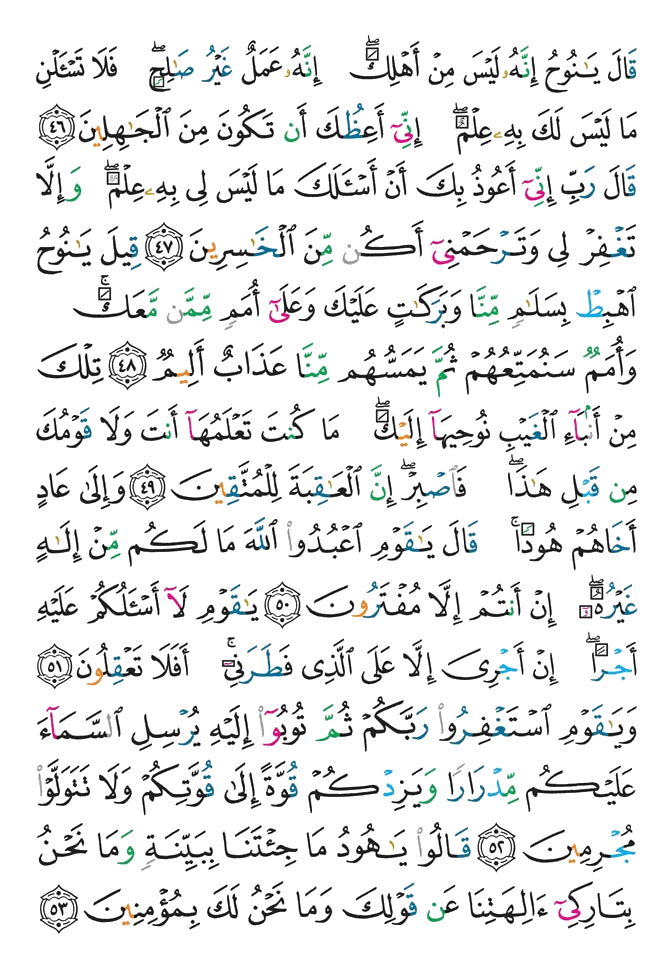 قَالَ يَٰنُوحُ إِنَّهُۥ لَيْسَ مِنْ أَهْلِكَ ۖ إِنَّهُۥ عَمَلٌ غَيْرُ صَٰلِحٍ ۖ فَلَا تَسْـَٔلْنِ
مَا لَيْسَ لَكَ بِهِۦ عِلْمٌ ۖ إِنِّىٓ أَعِظُكَ أَن تَكُونَ مِنَ ٱلْجَٰهِلِينَ ٤٦
قَالَ رَبِّ إِنِّىٓ أَعُوذُ بِكَ أَنْ أَسْـَٔلَكَ مَا لَيْسَ لِى بِهِۦ عِلْمٌ ۖ وَإِلَّا
تَغْفِرْ لِى وَتَرْحَمْنِىٓ أَكُن مِّنَ ٱلْخَٰسِرِينَ ٤٧ قِيلَ يَٰنُوحُ
ٱهْبِطْ بِسَلَٰمٍ مِّنَّا وَبَرَكَٰتٍ عَلَيْكَ وَعَلَىٰٓ أُمَمٍ مِّمَّن مَّعَكَ ۚ
وَأُمَمٌ سَنُمَتِّعُهُمْ ثُمَّ يَمَسُّهُم مِّنَّا عَذَابٌ أَلِيمٌ ٤٨ تِلْكَ
مِنْ أَنۢبَآءِ ٱلْغَيْبِ نُوحِيهَآ إِلَيْكَ ۖ مَا كُنتَ تَعْلَمُهَآ أَنتَ وَلَا قَوْمُكَ
مِن قَبْلِ هَٰذَا ۖ فَٱصْبِرْ ۖ إِنَّ ٱلْعَٰقِبَةَ لِلْمُتَّقِينَ ٤٩ وَإِلَىٰ عَادٍ
أَخَاهُمْ هُودًا ۚ قَالَ يَٰقَوْمِ ٱعْبُدُوا۟ ٱللَّهَ مَا لَكُم مِّنْ إِلَٰهٍ
غَيْرُهُۥٓ ۖ إِنْ أَنتُمْ إِلَّا مُفْتَرُونَ ٥٠ يَٰقَوْمِ لَآ أَسْـَٔلُكُمْ عَلَيْهِ
أَجْرًا ۖ إِنْ أَجْرِىَ إِلَّا عَلَى ٱلَّذِى فَطَرَنِىٓ ۚ أَفَلَا تَعْقِلُونَ ٥١
وَيَٰقَوْمِ ٱسْتَغْفِرُوا۟ رَبَّكُمْ ثُمَّ تُوبُوٓا۟ إِلَيْهِ يُرْسِلِ ٱلسَّمَآءَ
عَلَيْكُم مِّدْرَارًا وَيَزِدْكُمْ قُوَّةً إِلَىٰ قُوَّتِكُمْ وَلَا تَتَوَلَّوْا۟
مُجْرِمِينَ ٥٢ قَالُوا۟ يَٰهُودُ مَا جِئْتَنَا بِبَيِّنَةٍ وَمَا نَحْنُ
بِتَارِكِىٓ ءَالِهَتِنَا عَن قَوْلِكَ وَمَا نَحْنُ لَكَ بِمُؤْمِنِينَ ٥٣